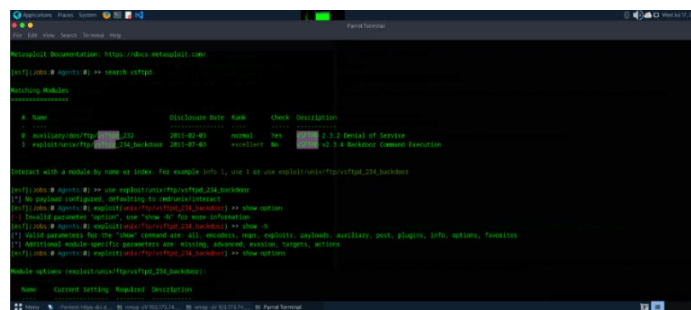 Applications Places System
Parrot Terminal
File Edit View Search Terminal Help
Metasploit Documentation: https://docs.metasploit.com/
[msf](Jobs:0 Agents:0) >> search vsftpd
Matching Modules
================
# Name Disclosure Date Rank Check Description
0 auxiliary/dos/ftp/vsftpd_232 2011-02-03 normal Yes VSFTPD 2.3.2 Denial of Service
1 exploit/unix/ftp/vsftpd_234_backdoor 2011-07-03 excellent No VSFTPD v2.3.4 Backdoor Command Execution
Interact with a module by name or index. For example info 1, use 1 or use exploit/unix/ftp/vsftpd_234_backdoor
[msf](Jobs:0 Agents:0) >> use exploit/unix/ftp/vsftpd_234_backdoor
[*] No payload configured, defaulting to cmd/unix/interact
[msf](Jobs:0 Agents:0) exploit(unix/ftp/vsftpd_234_backdoor) >> show option
[-] Invalid parameter "option", use "show -h" for more information
[msf](Jobs:0 Agents:0) exploit(unix/ftp/vsftpd_234_backdoor) >> show -h
[*] Valid parameters for the "show" command are: all, encoders, nops, exploits, payloads, auxiliary, post, plugins, info, options, favorites
[*] Additional module-specific parameters are: missing, advanced, evasion, targets, actions
[msf](Jobs:0 Agents:0) exploit(unix/ftp/vsftpd_234_backdoor) >> show options
Module options (exploit/unix/ftp/vsftpd_234_backdoor):
Name Current Setting Required Description
Menu Parrot Terminal